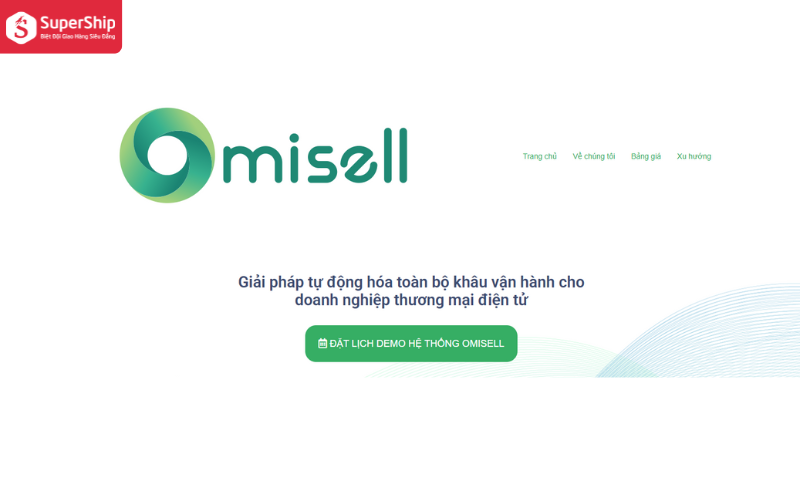 SuperShip
Biệt Đội Giao Hàng Siêu Đẳng
Omisell
Trang chủ Về chúng tôi Bảng giá Xu hướng
Giải pháp tự động hóa toàn bộ khâu vận hành cho
doanh nghiệp thương mại điện tử
ĐẶT LỊCH DEMO HỆ THỐNG OMISELL